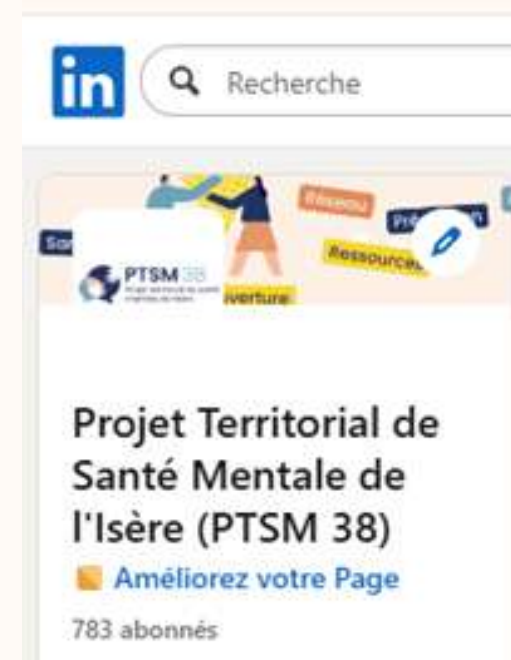 in
Recherche
Réseau
Ressources
PTSM 38
Projet Territorial de
Santé Mentale de
l'Isère (PTSM 38)
Améliorez votre Page
783 abonnés